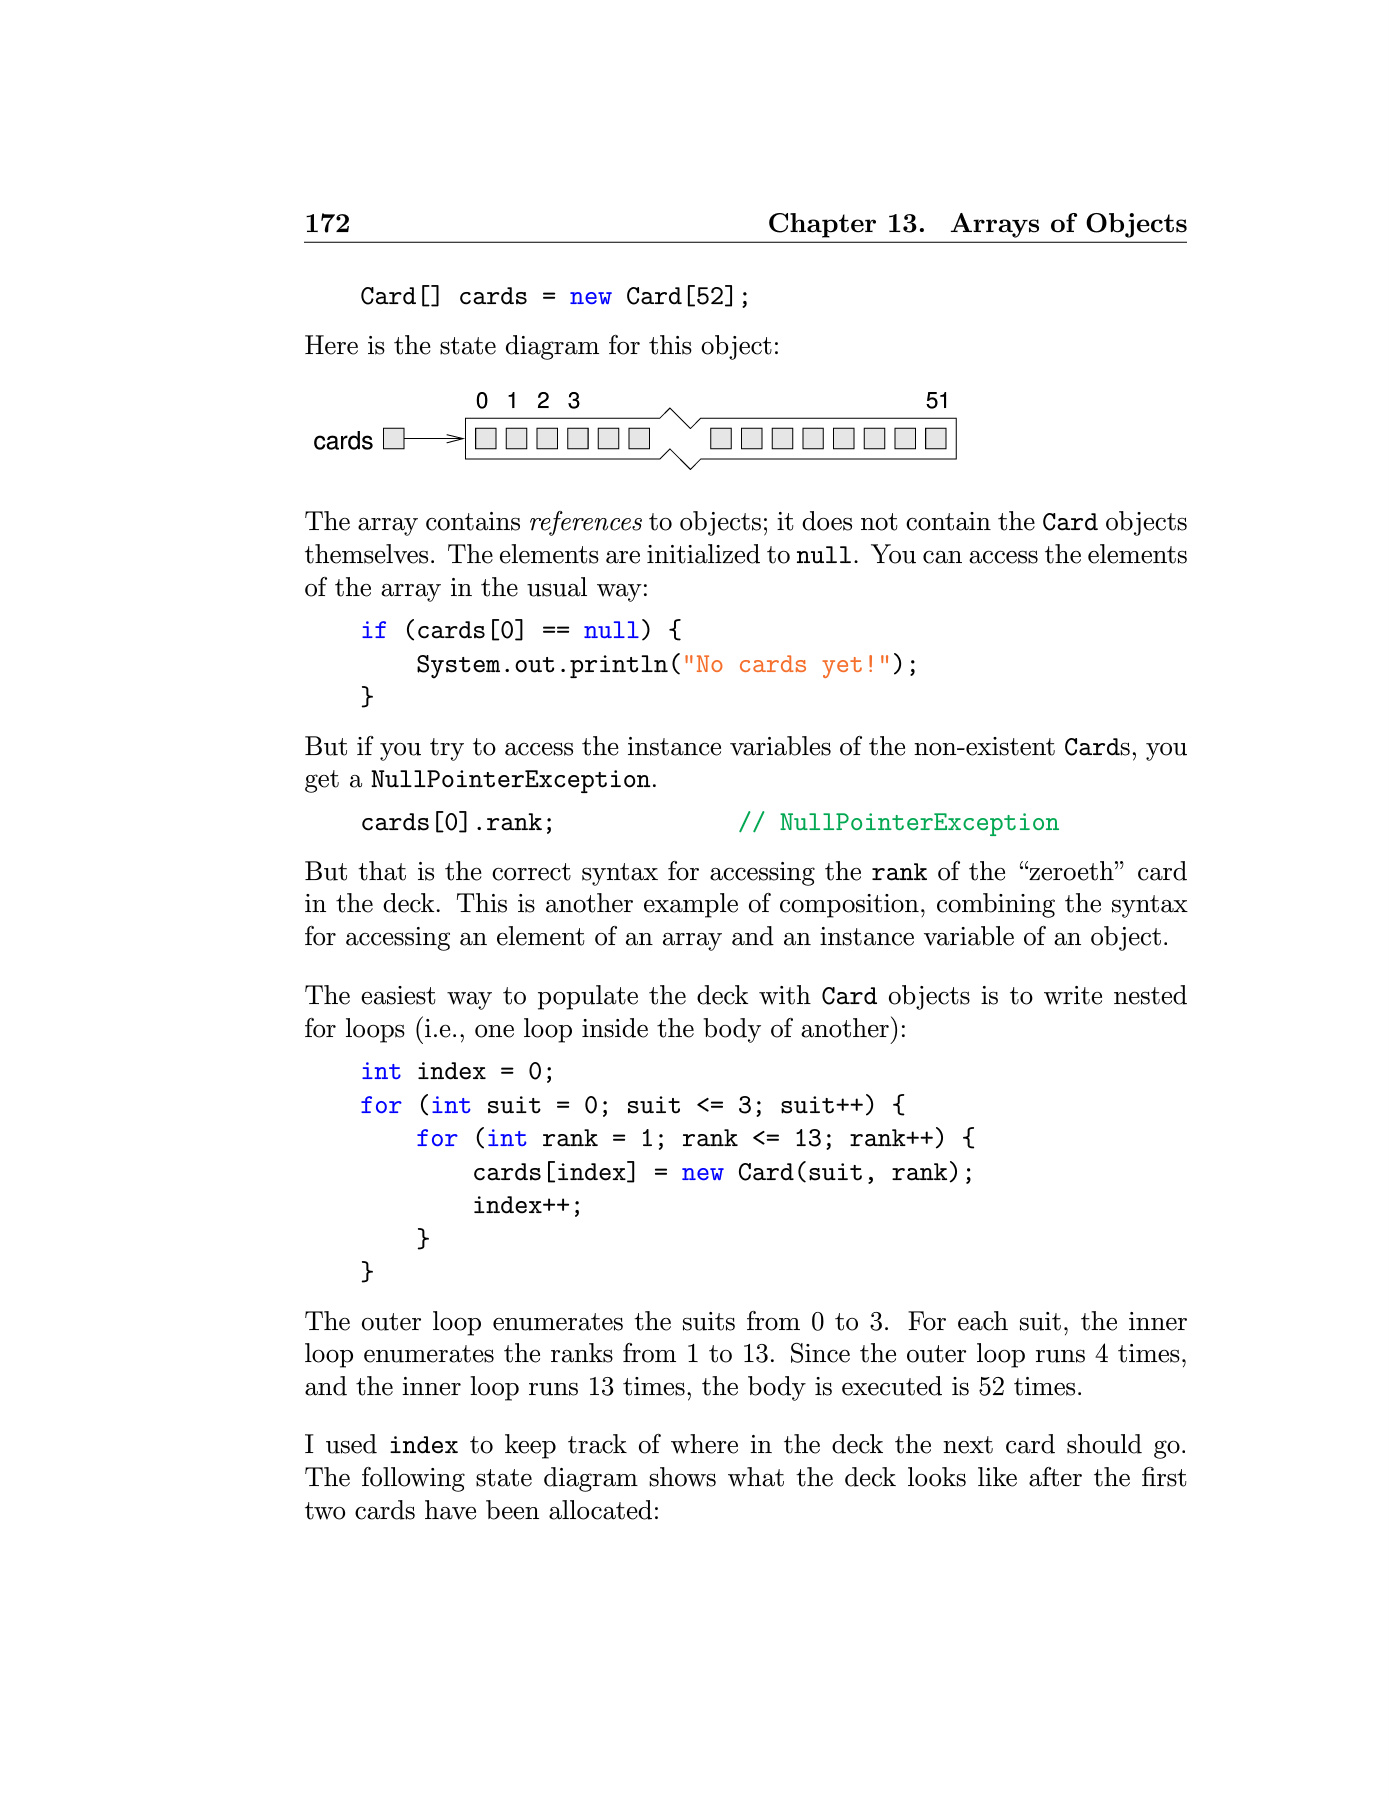 172 Chapter 13. Arrays of Objects
Card[] cards = new Card[52];
Here is the state diagram for this object:
0 1 2 3 51
cards
The array contains references to objects; it does not contain the Card objects
themselves. The elements are initialized to null. You can access the elements
of the array in the usual way:
if (cards[0] == null) {
    System.out.println("No cards yet!");
}
But if you try to access the instance variables of the non-existent Cards, you
get a NullPointerException.
cards[0].rank; // NullPointerException
But that is the correct syntax for accessing the rank of the “zeroeth” card
in the deck. This is another example of composition, combining the syntax
for accessing an element of an array and an instance variable of an object.
The easiest way to populate the deck with Card objects is to write nested
for loops (i.e., one loop inside the body of another):
int index = 0;
for (int suit = 0; suit <= 3; suit++) {
    for (int rank = 1; rank <= 13; rank++) {
        cards[index] = new Card(suit, rank);
        index++;
    }
}
The outer loop enumerates the suits from 0 to 3. For each suit, the inner
loop enumerates the ranks from 1 to 13. Since the outer loop runs 4 times,
and the inner loop runs 13 times, the body is executed is 52 times.
I used index to keep track of where in the deck the next card should go.
The following state diagram shows what the deck looks like after the first
two cards have been allocated: